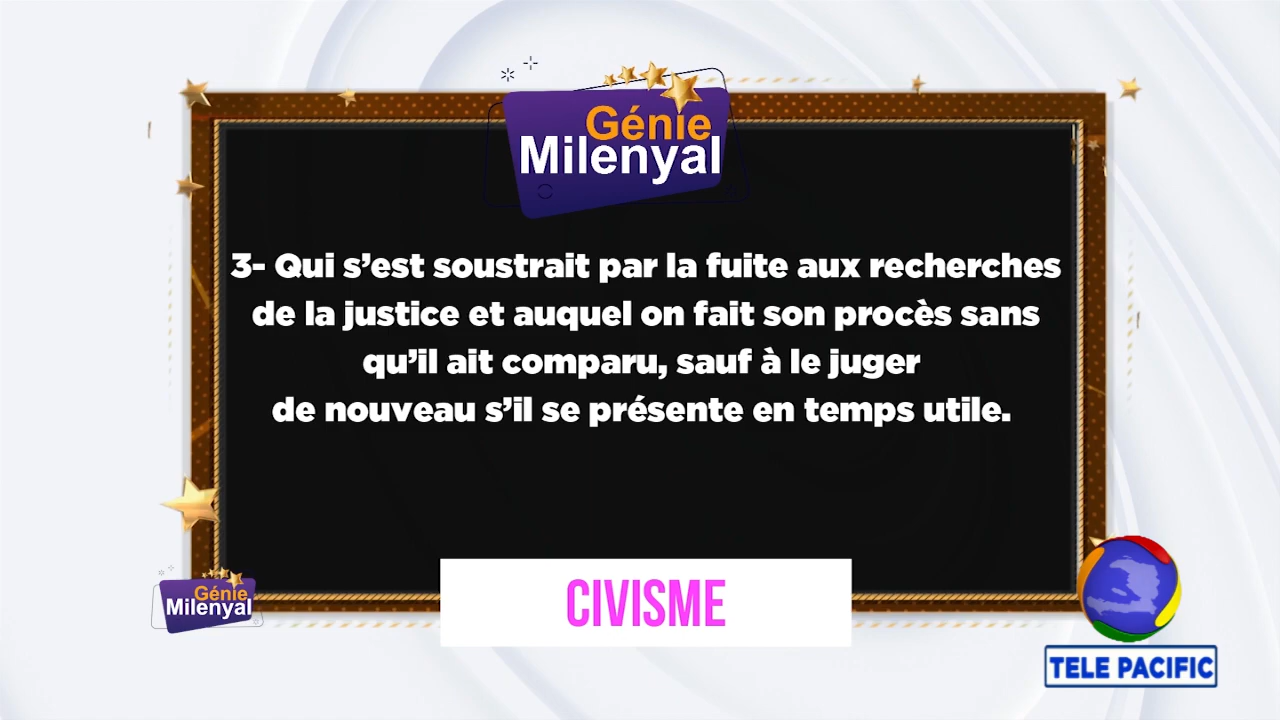 Génie
Milenyal
3- Qui s’est soustrait par la fuite aux recherches
de la justice et auquel on fait son procès sans
qu’il ait comparu, sauf à le juger
de nouveau s’il se présente en temps utile.
CIVISME
Génie
Milenyal
TELE PACIFIC